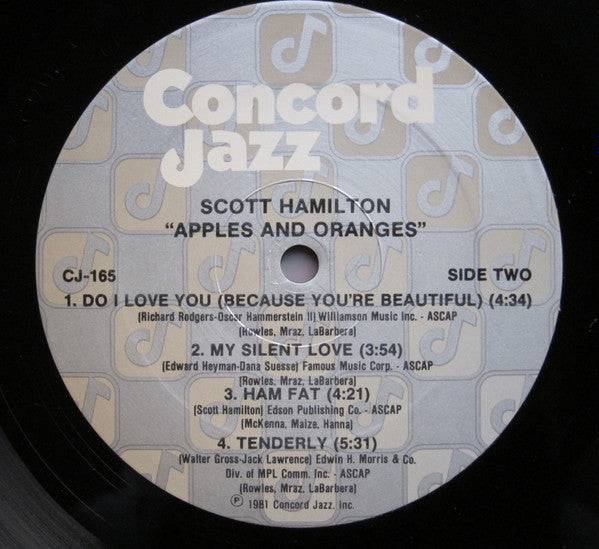 Concord
Jazz
SCOTT HAMILTON
"APPLES AND ORANGES"
CJ-165 SIDE TWO
1. DO I LOVE YOU (BECAUSE YOU'RE BEAUTIFUL) (4:34)
(Richard Rodgers-Oscar Hammerstein II) Williamson Music Inc. - ASCAP
(Rowles, Mraz, LaBarbera)
2. MY SILENT LOVE (3:54)
(Edward Heyman-Dana Suesse) Famous Music Corp. - ASCAP
(Rowles, Mraz, LaBarbera)
3. HAM FAT (4:21)
(Scott Hamilton) Edson Publishing Co. - ASCAP
(McKenna, Maize, Hanna)
4. TENDERLY (5:31)
(Walter Gross-Jack Lawrence) Edwin H. Morris & Co.
Div. of MPL Comm. Inc. - ASCAP
(Rowles, Mraz, LaBarbera)
℗ 1981 Concord Jazz, Inc.